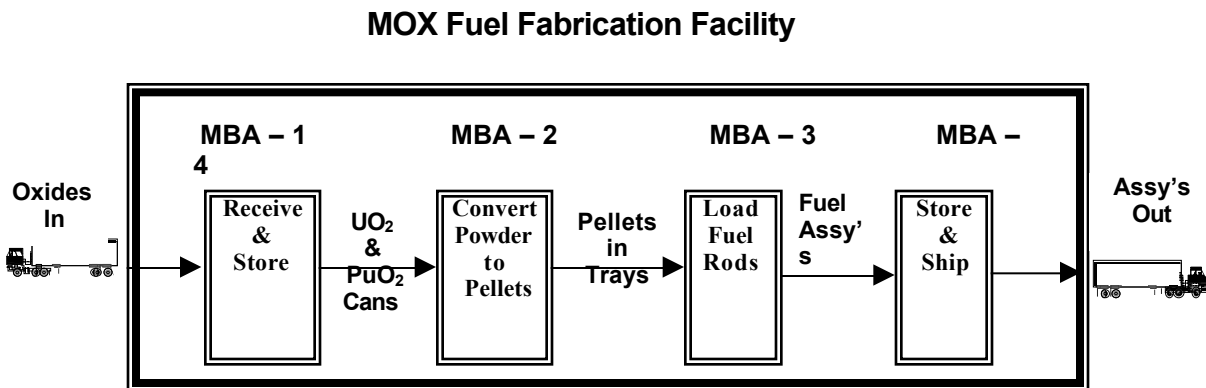 MOX Fuel Fabrication Facility
MBA – 1
4
MBA – 2
MBA – 3
MBA –
Oxides
In
Receive
&
Store
UO₂
&
PuO₂
Cans
Convert
Powder
to
Pellets
Pellets
in
Trays
Load
Fuel
Rods
Fuel
Assy'
s
Store
&
Ship
Assy's
Out